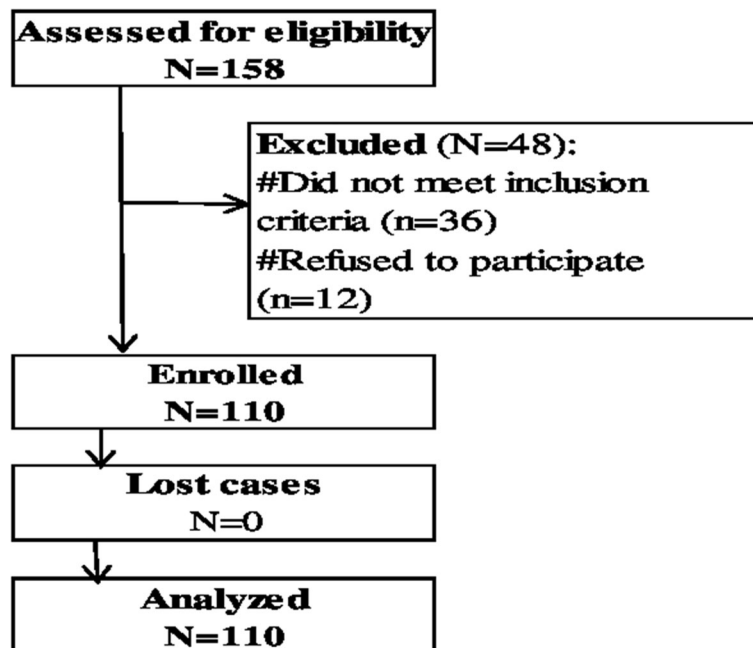 Assessed for eligibility
N=158
Excluded (N=48):
#Did not meet inclusion
criteria (n=36)
#Refused to participate
(n=12)
Enrolled
N=110
Lost cases
N=0
Analyzed
N=110